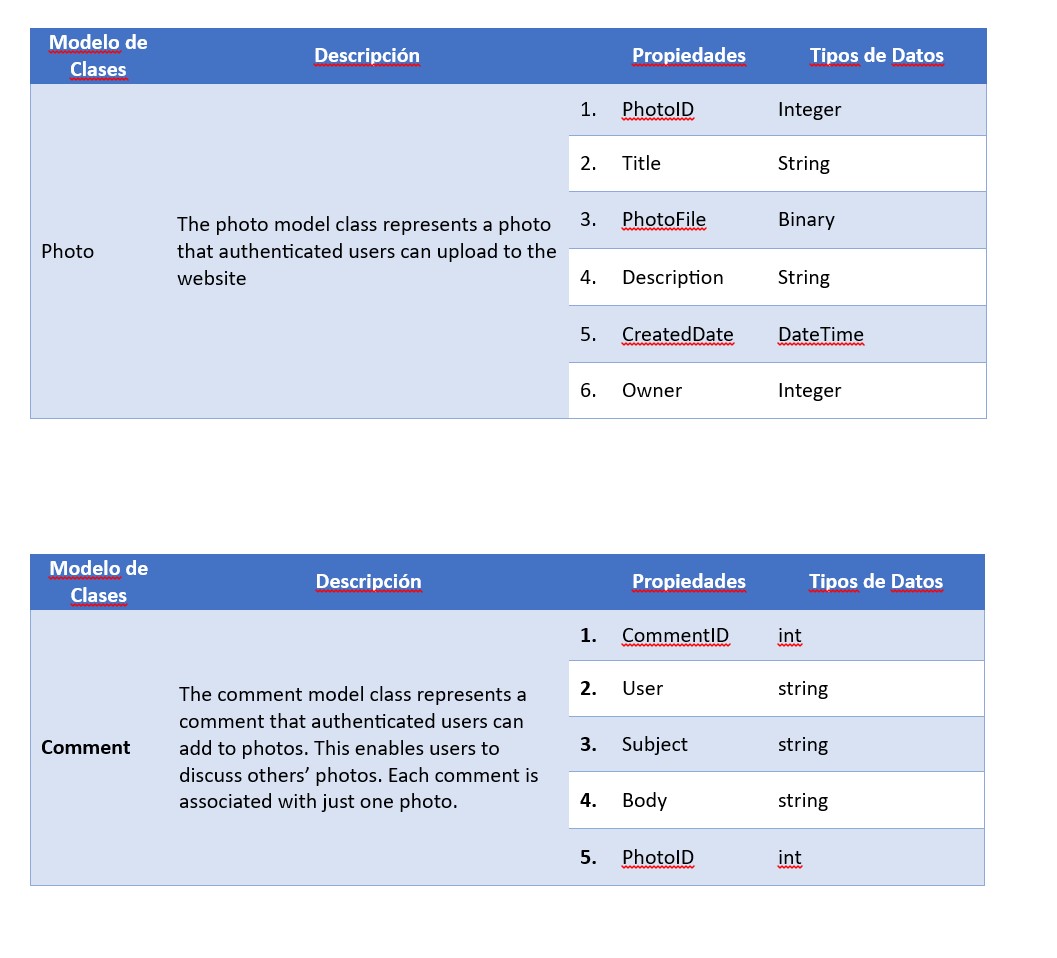 Modelo de
Clases
Descripción
Propiedades
Tipos de Datos
Photo
The photo model class represents a photo
that authenticated users can upload to the
website
1. PhotoID Integer
2. Title String
3. PhotoFile Binary
4. Description String
5. CreatedDate DateTime
6. Owner Integer
Modelo de
Clases
Descripción
Propiedades
Tipos de Datos
Comment
The comment model class represents a
comment that authenticated users can
add to photos. This enables users to
discuss others’ photos. Each comment is
associated with just one photo.
1. CommentID int
2. User string
3. Subject string
4. Body string
5. PhotoID int